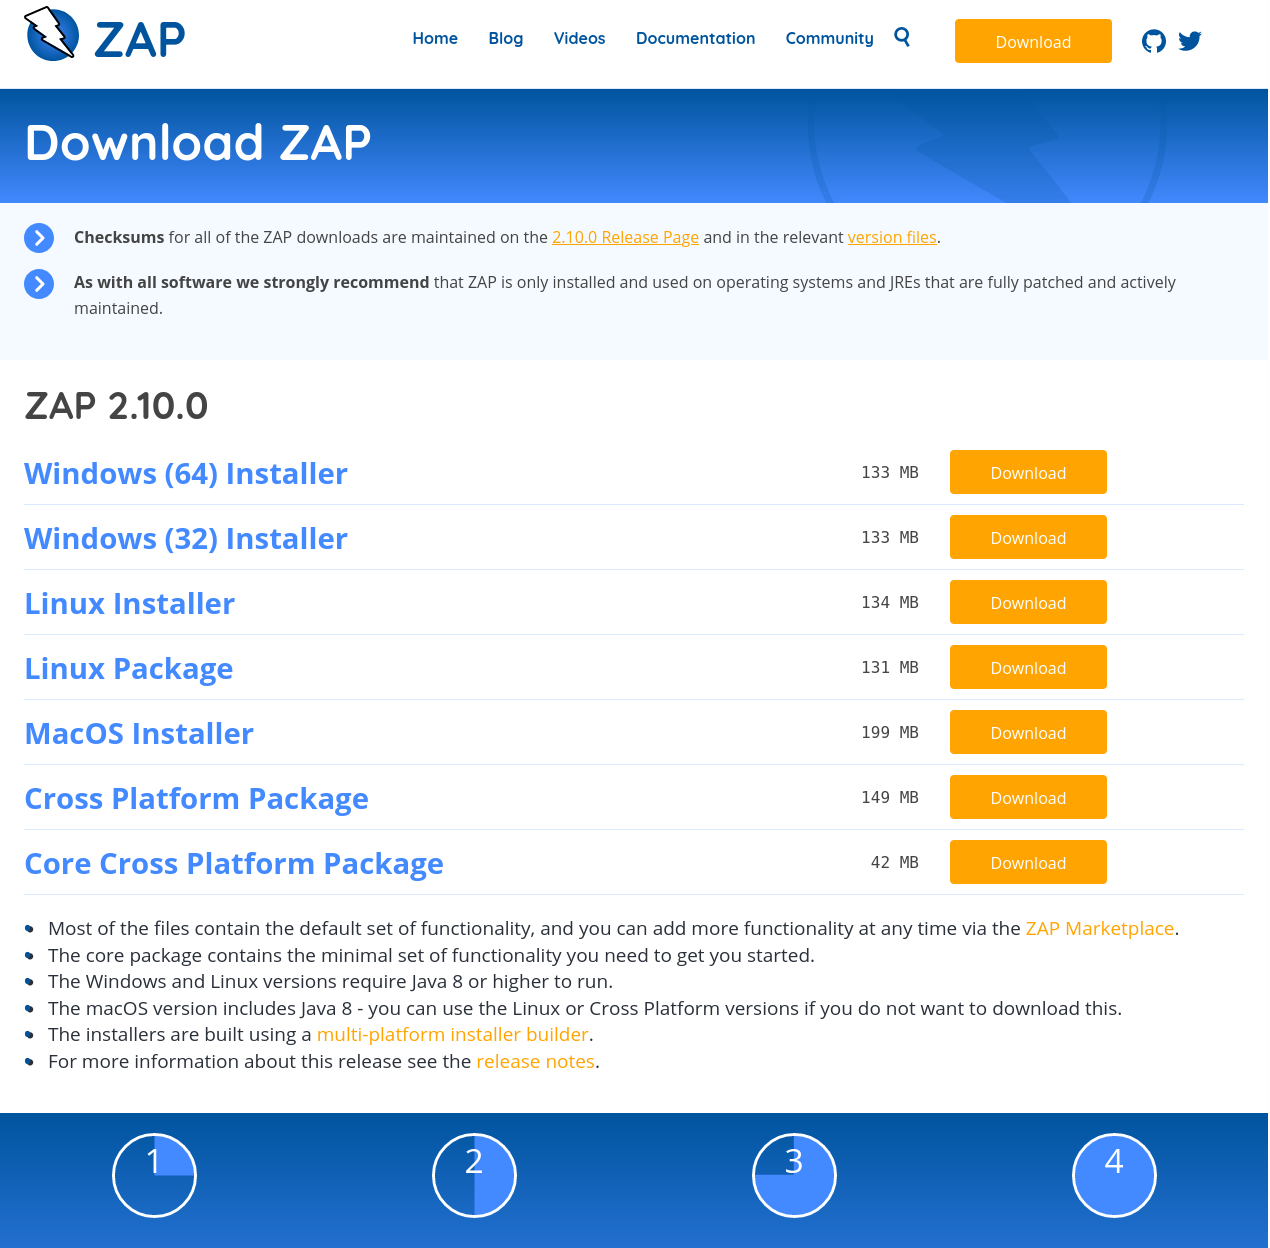 ZAP
Home Blog Videos Documentation Community Download
Download ZAP
Checksums for all of the ZAP downloads are maintained on the 2.10.0 Release Page and in the relevant version files.
As with all software we strongly recommend that ZAP is only installed and used on operating systems and JREs that are fully patched and actively
maintained.
ZAP 2.10.0
Windows (64) Installer 133 MB Download
Windows (32) Installer 133 MB Download
Linux Installer 134 MB Download
Linux Package 131 MB Download
MacOS Installer 199 MB Download
Cross Platform Package 149 MB Download
Core Cross Platform Package 42 MB Download
Most of the files contain the default set of functionality, and you can add more functionality at any time via the ZAP Marketplace.
The core package contains the minimal set of functionality you need to get you started.
The Windows and Linux versions require Java 8 or higher to run.
The macOS version includes Java 8 - you can use the Linux or Cross Platform versions if you do not want to download this.
The installers are built using a multi-platform installer builder.
For more information about this release see the release notes.
1 2 3 4